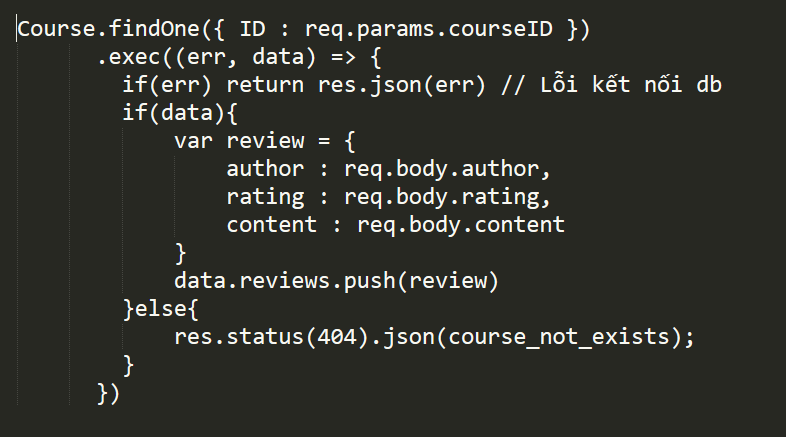 Course.findOne({ ID : req.params.courseID })
.exec((err, data) => {
if(err) return res.json(err) // Lỗi kết nối db
if(data){
var review = {
author : req.body.author,
rating : req.body.rating,
content : req.body.content
}
data.reviews.push(review)
}else{
res.status(404).json(course_not_exists);
}
})